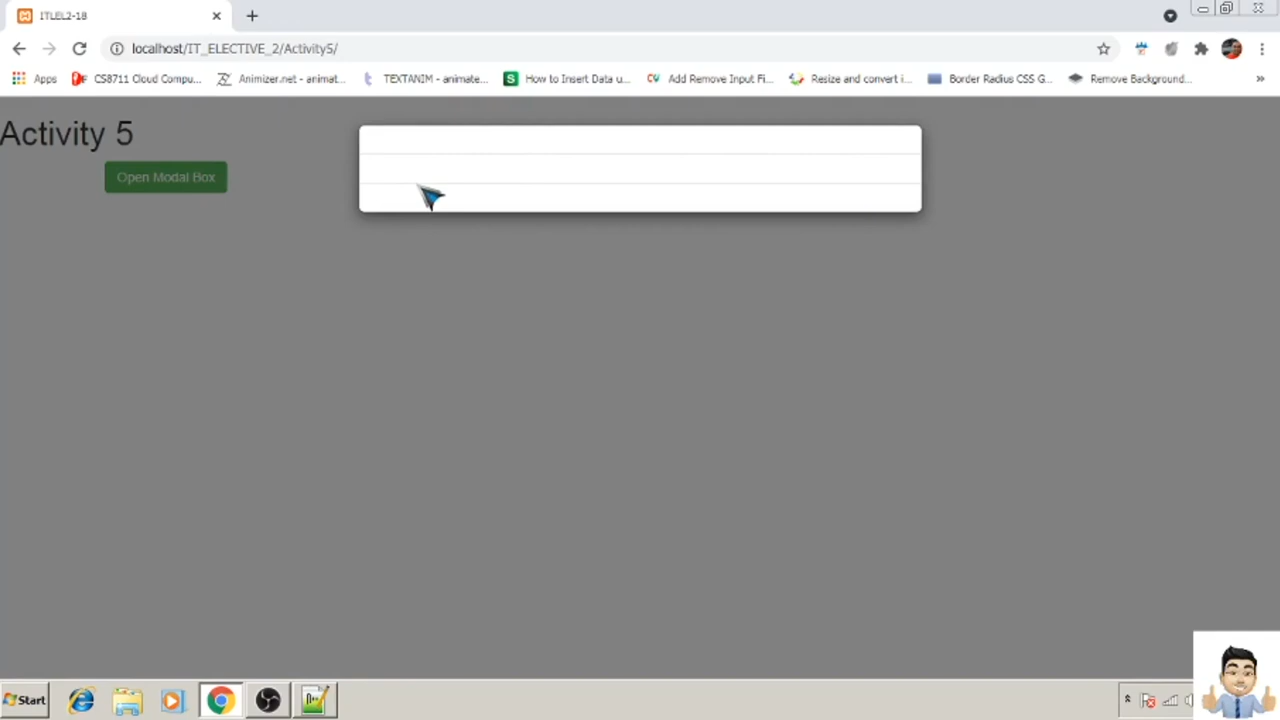 ITLEL2-18
localhost/IT_ELECTIVE_2/Activity5/
Apps
CS8711 Cloud Compu...
Animizer.net - animat...
TEXTANIM - animate...
How to Insert Data u...
Add Remove Input Fi...
Resize and convert i...
Border Radius CSS G...
Remove Background...
»
Activity 5
Open Modal Box
Start